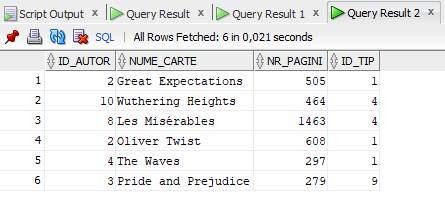 Script Output × Query Result × Query Result 1 × Query Result 2 ×
SQL | All Rows Fetched: 6 in 0,021 seconds
ID_AUTOR NUME_CARTE NR_PAGINI ID_TIP
1 2 Great Expectations 505 1
2 10 Wuthering Heights 464 4
3 8 Les Misérables 1463 4
4 2 Oliver Twist 608 1
5 4 The Waves 297 1
6 3 Pride and Prejudice 279 9